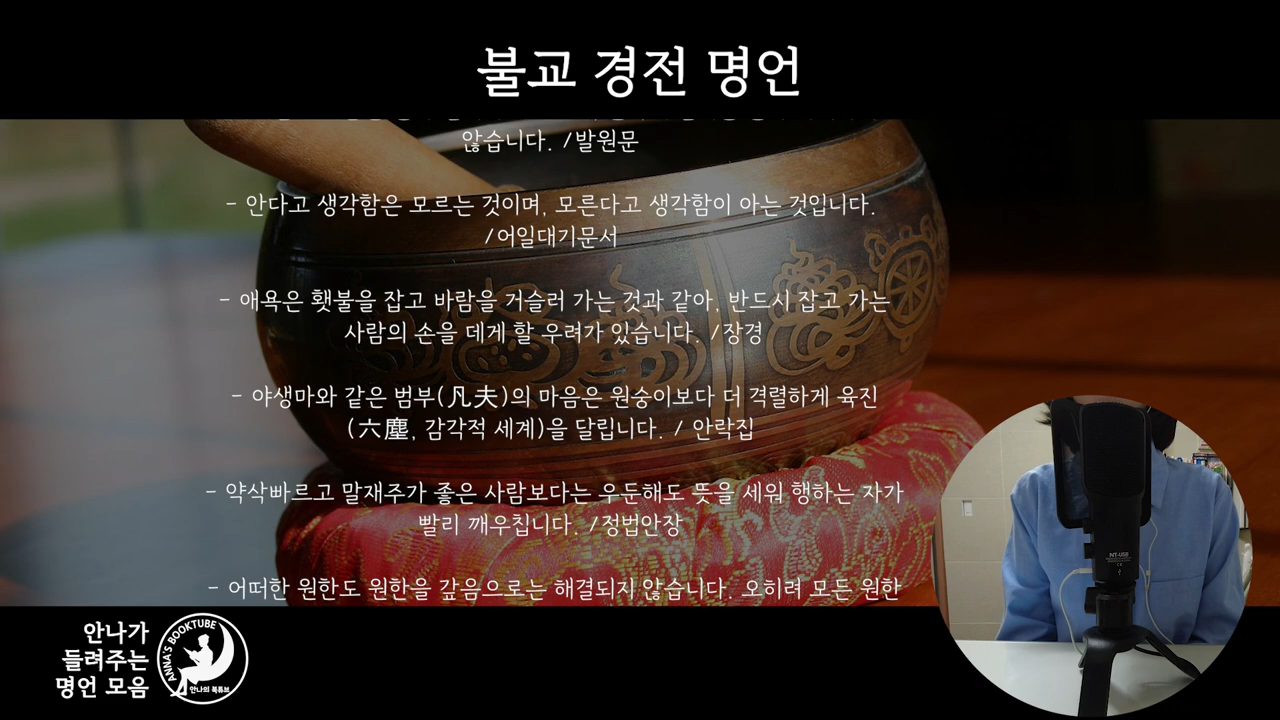 불교 경전 명언
않습니다. /발원문
- 안다고 생각함은 모르는 것이며, 모른다고 생각함이 아는 것입니다.
/어일대기문서
- 애욕은 횃불을 잡고 바람을 거슬러 가는 것과 같아, 반드시 잡고 가는
사람의 손을 데게 할 우려가 있습니다. /장경
- 야생마와 같은 범부(凡夫)의 마음은 원숭이보다 더 격렬하게 육진
(六塵, 감각적 세계)을 달립니다. / 안락집
- 약삭빠르고 말재주가 좋은 사람보다는 우둔해도 뜻을 세워 행하는 자가
빨리 깨우칩니다. /정법안장
- 어떠한 원한도 원한을 갚음으로는 해결되지 않습니다. 오히려 모든 원한
안나가
들려주는
명언 모음
ANNA'S BOOKTUBE
안나의 북튜브
NT-USB